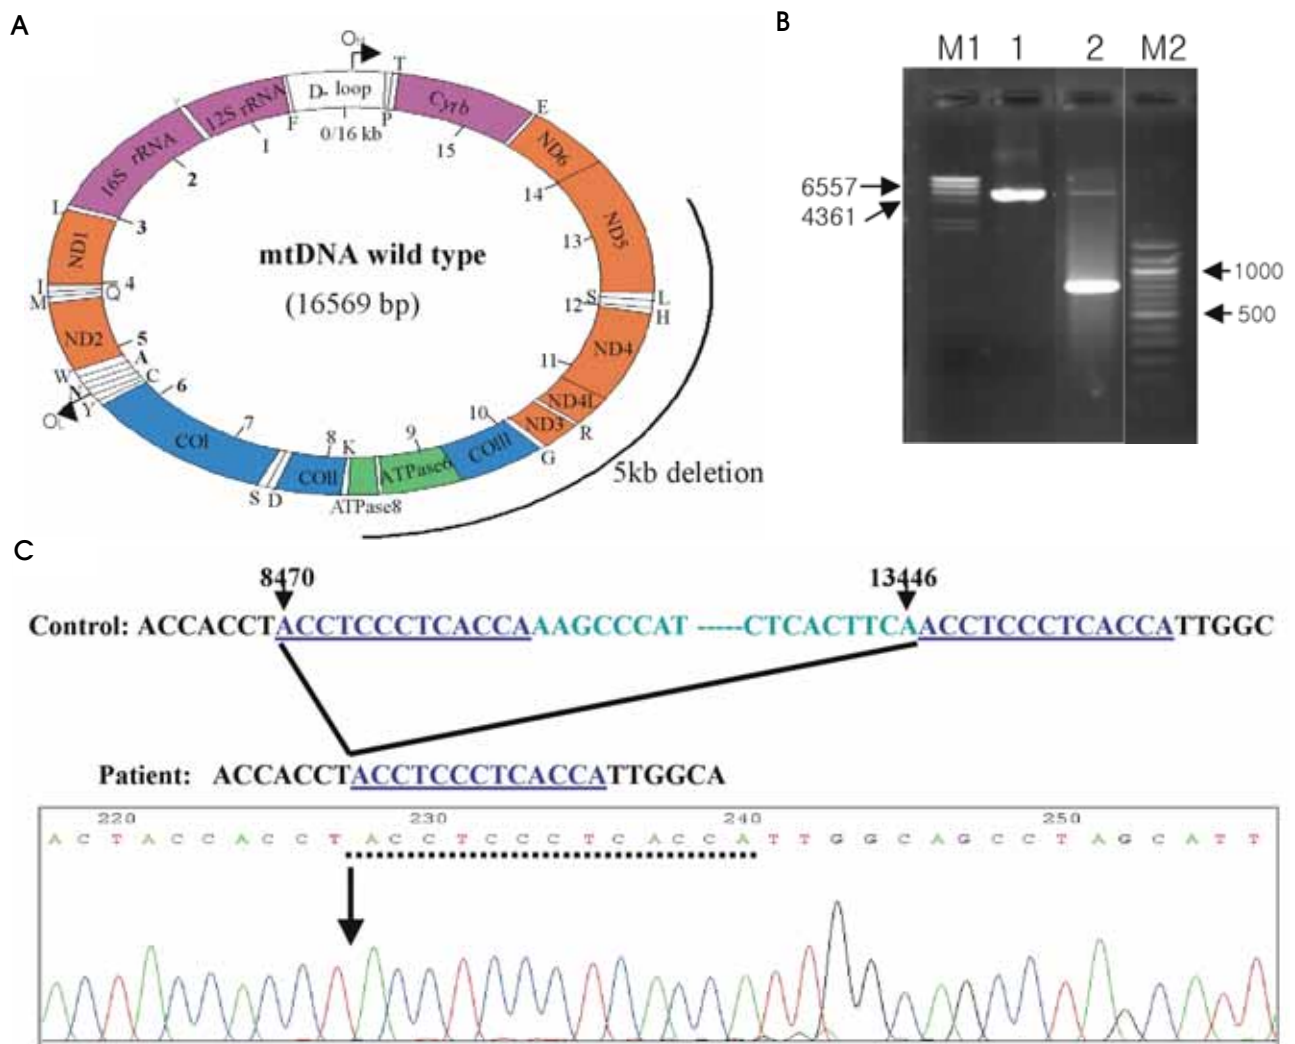 A
B
O_H
T
D- loop
Cytb
P
F
0/16 kb
12S rRNA
1
16S rRNA
2
15
E
ND6
14
ND5
13
L
3
ND1
mtDNA wild type
(16569 bp)
I
M
Q
4
S
L
H
12
ND2
5
A
C
W
N
Y
O_L
6
ND4
11
ND4L
ND3
R
G
10
COI
7
8
K
9
COIII
COII
ATPase6
S D
ATPase8
5kb deletion
M1 1 2 M2
6557
4361
1000
500
C
8470 13446
Control: ACCACCTACCTCCCTCACCAAAGCCCAT -----CTCACTTCAACCTCCCTCACCATTGGC
Patient: ACCACCTACCTCCCTCACCATTGGCA
220 230 240 250
A C T A C C A C C T A C C T C C C T C A C C A T T G G C A G C C T A G C A T T